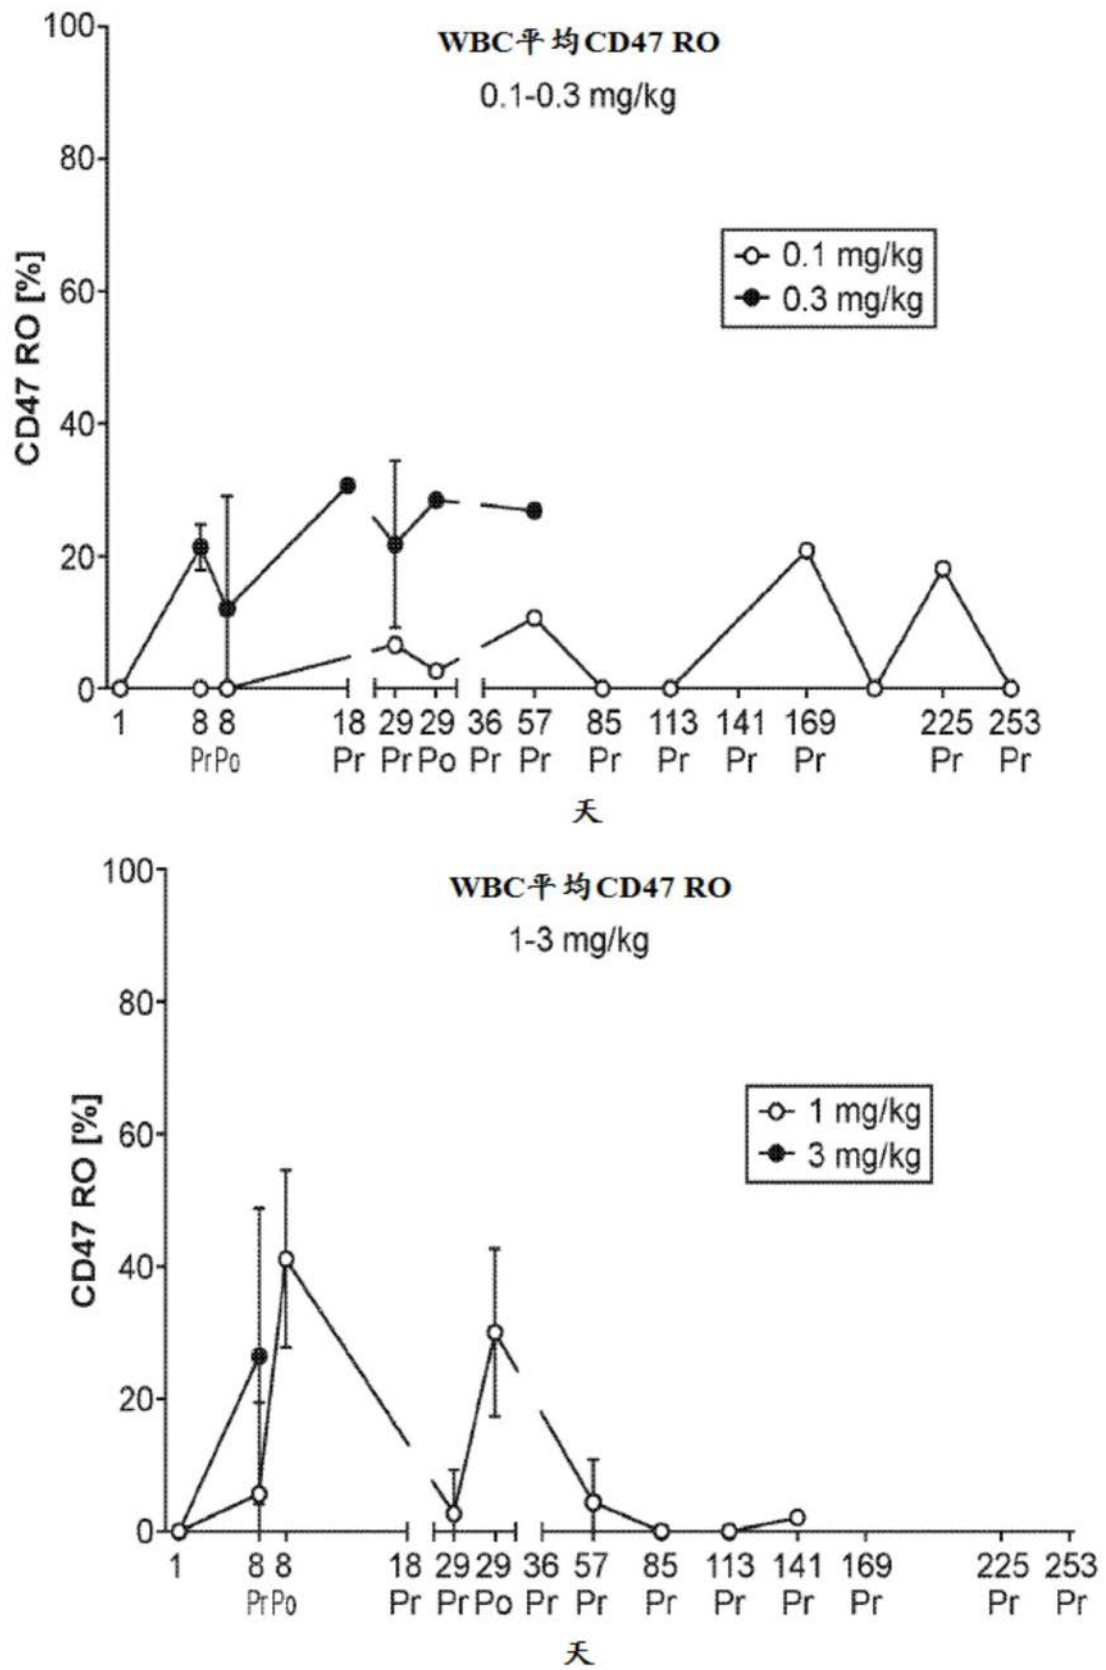 WBC平均CD47 RO
0.1-0.3 mg/kg
100
80
60
40
20
0
CD47 RO [%]
0.1 mg/kg
0.3 mg/kg
1 8 8 18 29 29 36 57 85 113 141 169 225 253
Pr Po Pr Pr Po Pr Pr Pr Pr Pr Pr Pr Pr
天
WBC平均CD47 RO
1-3 mg/kg
100
80
60
40
20
0
CD47 RO [%]
1 mg/kg
3 mg/kg
1 8 8 18 29 29 36 57 85 113 141 169 225 253
Pr Po Pr Pr Po Pr Pr Pr Pr Pr Pr Pr Pr
天